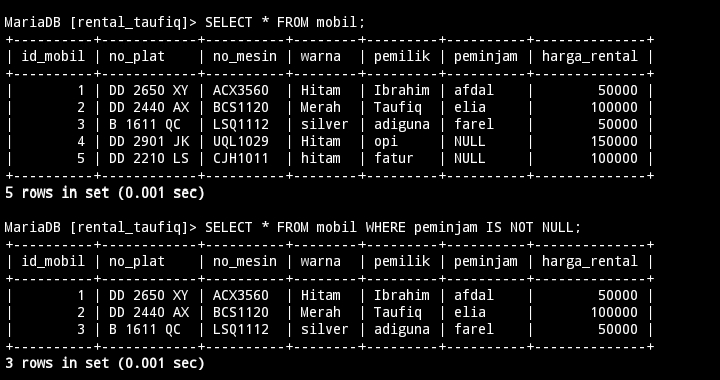 MariaDB [rental_taufiq]> SELECT * FROM mobil;
+----------+------------+----------+--------+---------+----------+--------------+
| id_mobil | no_plat    | no_mesin | warna  | pemilik | peminjam | harga_rental |
+----------+------------+----------+--------+---------+----------+--------------+
|        1 | DD 2650 XY | ACX3560  | Hitam  | Ibrahim | afdal    |        50000 |
|        2 | DD 2440 AX | BCS1120  | Merah  | Taufiq  | elia     |       100000 |
|        3 | B 1611 QC  | LSQ1112  | silver | adiguna | farel    |        50000 |
|        4 | DD 2901 JK | UQL1029  | Hitam  | opi     | NULL     |       150000 |
|        5 | DD 2210 LS | CJH1011  | hitam  | fatur   | NULL     |       100000 |
+----------+------------+----------+--------+---------+----------+--------------+
5 rows in set (0.001 sec)

MariaDB [rental_taufiq]> SELECT * FROM mobil WHERE peminjam IS NOT NULL;
+----------+------------+----------+--------+---------+----------+--------------+
| id_mobil | no_plat    | no_mesin | warna  | pemilik | peminjam | harga_rental |
+----------+------------+----------+--------+---------+----------+--------------+
|        1 | DD 2650 XY | ACX3560  | Hitam  | Ibrahim | afdal    |        50000 |
|        2 | DD 2440 AX | BCS1120  | Merah  | Taufiq  | elia     |       100000 |
|        3 | B 1611 QC  | LSQ1112  | silver | adiguna | farel    |        50000 |
+----------+------------+----------+--------+---------+----------+--------------+
3 rows in set (0.001 sec)